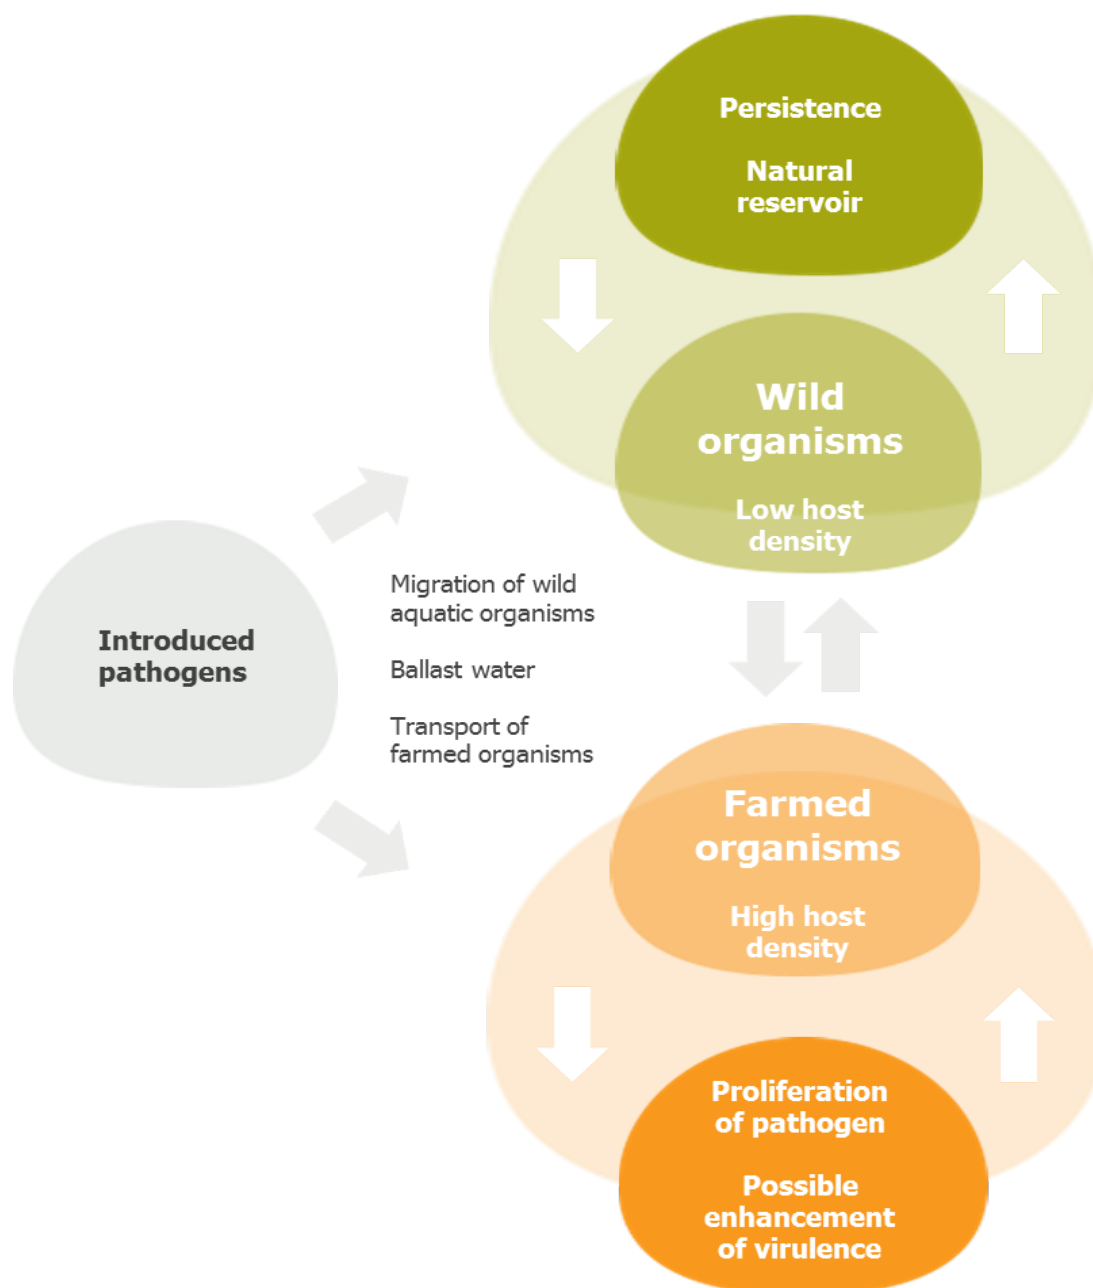 Persistence
Natural
reservoir
Wild
organisms
Low host
density
Introduced
pathogens
Migration of wild
aquatic organisms
Ballast water
Transport of
farmed organisms
Farmed
organisms
High host
density
Proliferation
of pathogen
Possible
enhancement
of virulence